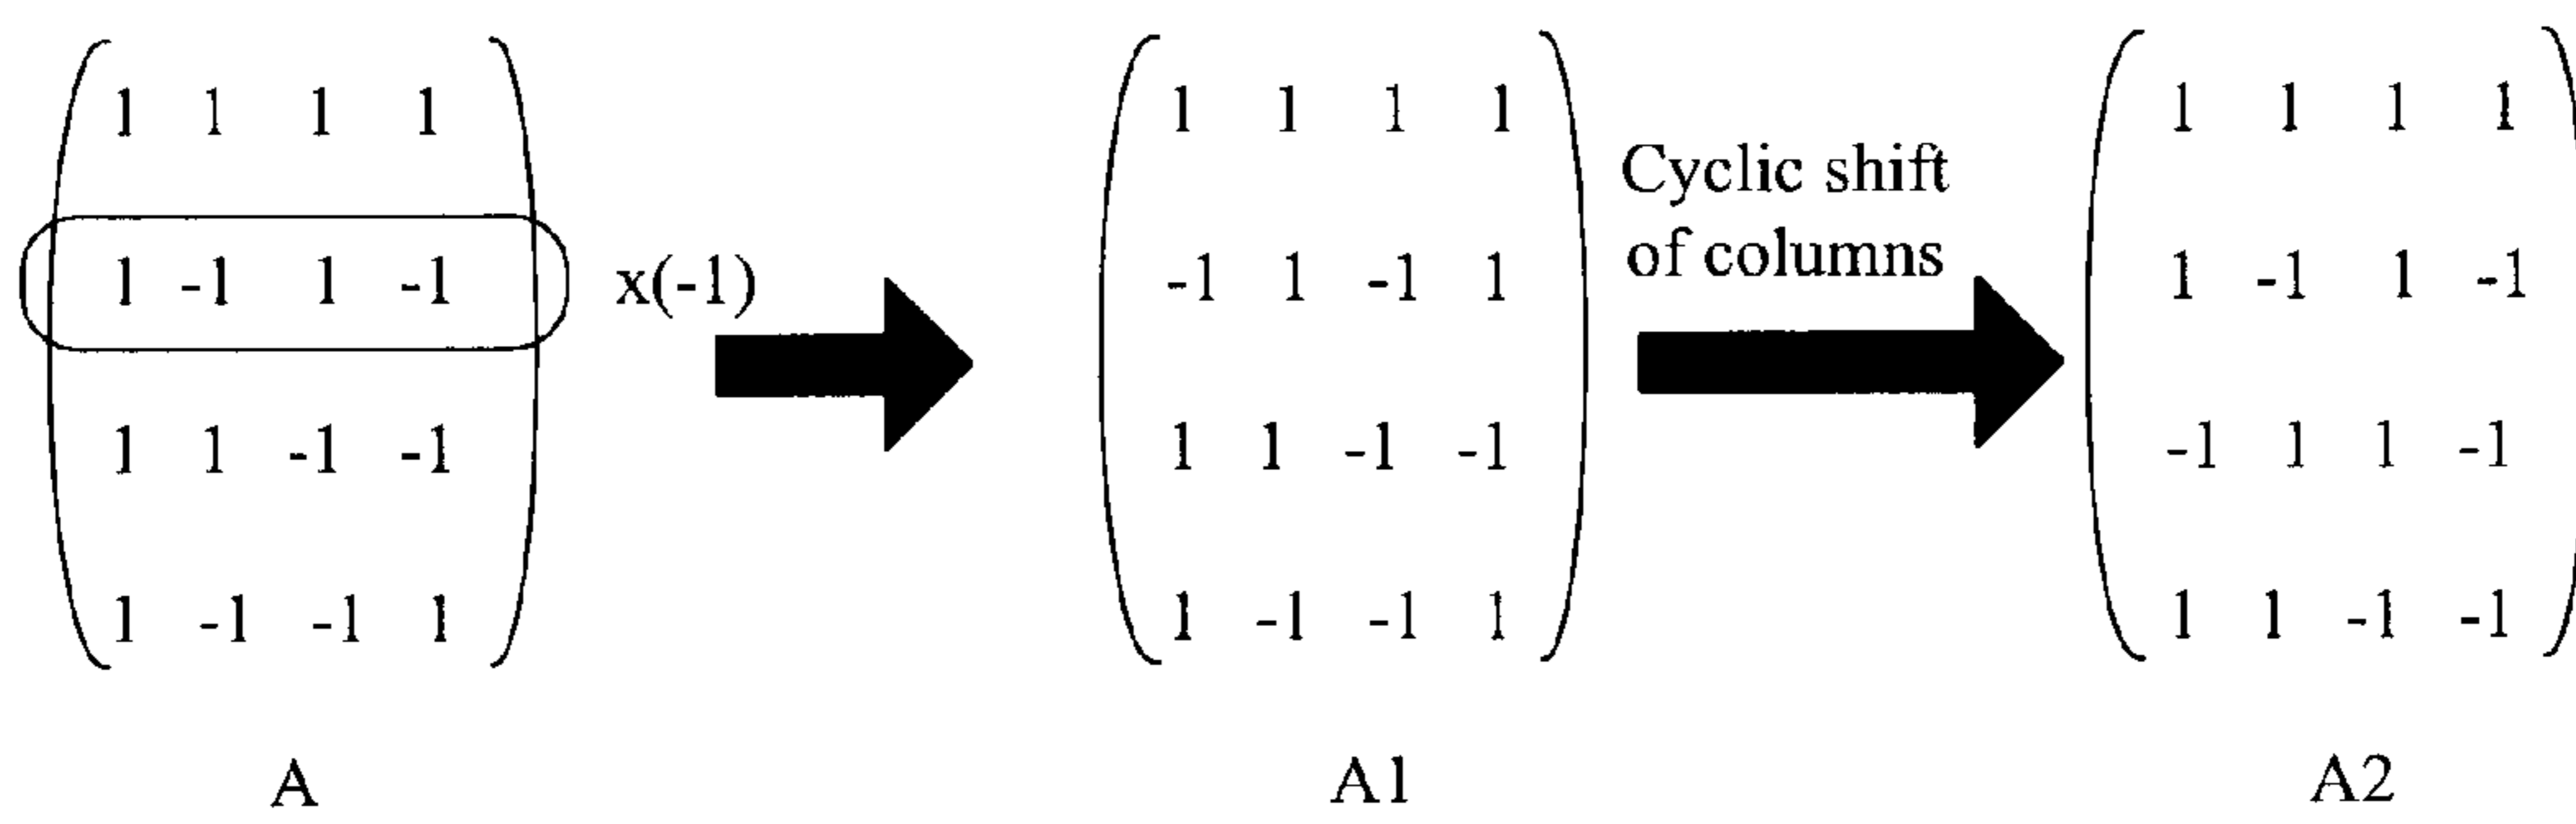 1 1 1 1
1 -1 1 -1
1 1 -1 -1
1 -1 -1 1
A
x(-1)
1 1 1 1
-1 1 -1 1
1 1 -1 -1
1 -1 -1 1
A1
Cyclic shift
of columns
1 1 1 1
1 -1 1 -1
-1 1 1 -1
1 1 -1 -1
A2